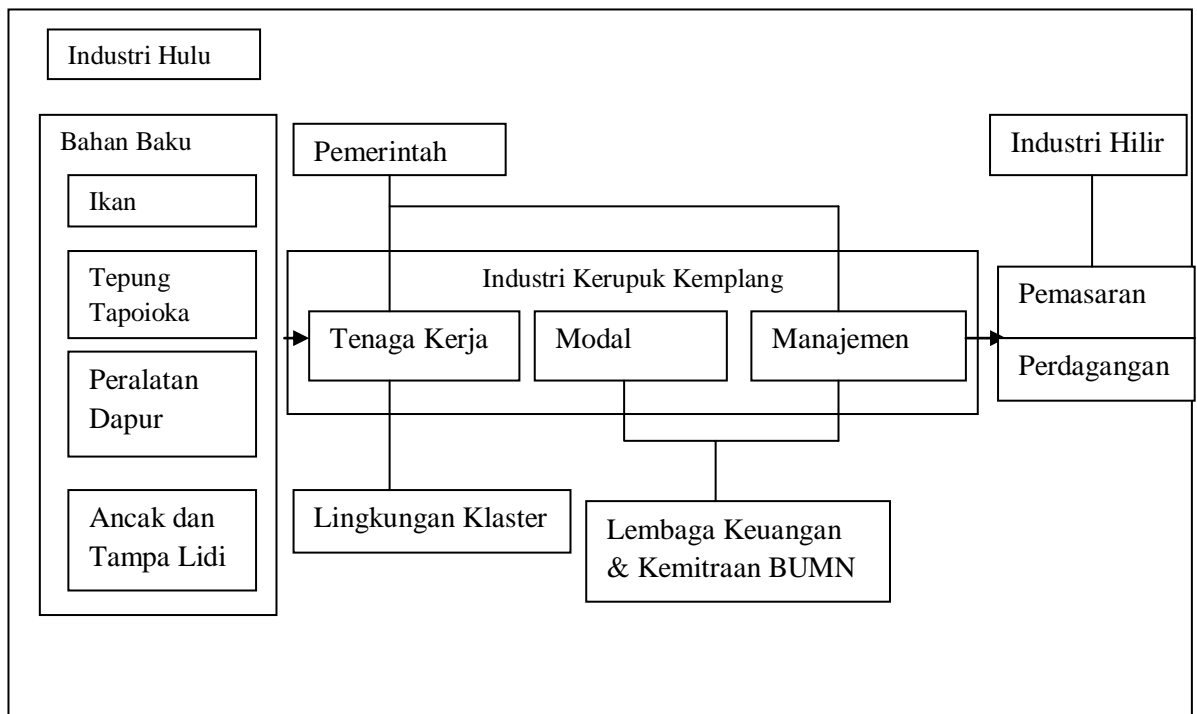 Industri Hulu
Bahan Baku
Ikan
Tepung
Tapoioka
Peralatan
Dapur
Ancak dan
Tampa Lidi
Pemerintah
Industri Kerupuk Kemplang
Tenaga Kerja
Modal
Manajemen
Lingkungan Klaster
Lembaga Keuangan
& Kemitraan BUMN
Industri Hilir
Pemasaran
Perdagangan